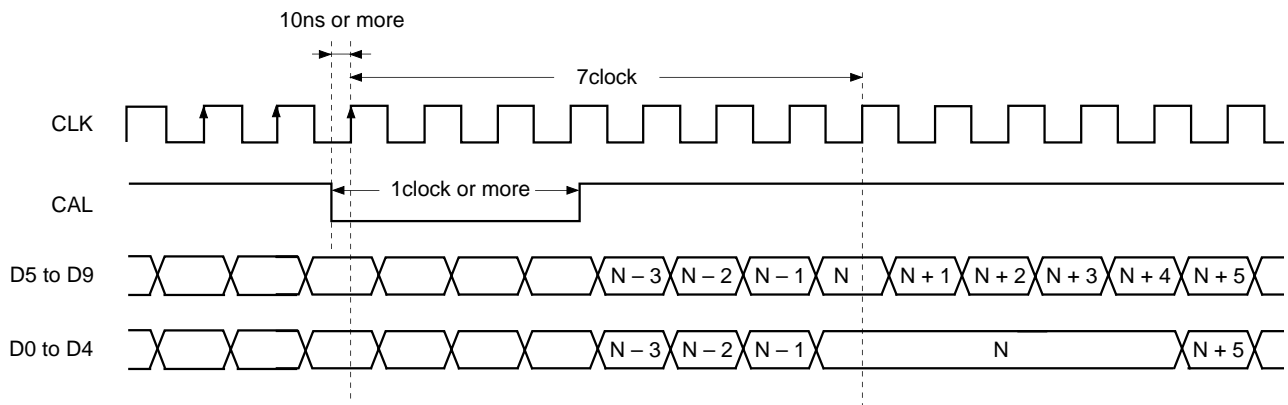 10ns or more
7clock
CLK
1clock or more
CAL
D5 to D9
N – 3 N – 2 N – 1 N N + 1 N + 2 N + 3 N + 4 N + 5
D0 to D4
N – 3 N – 2 N – 1 N N + 5